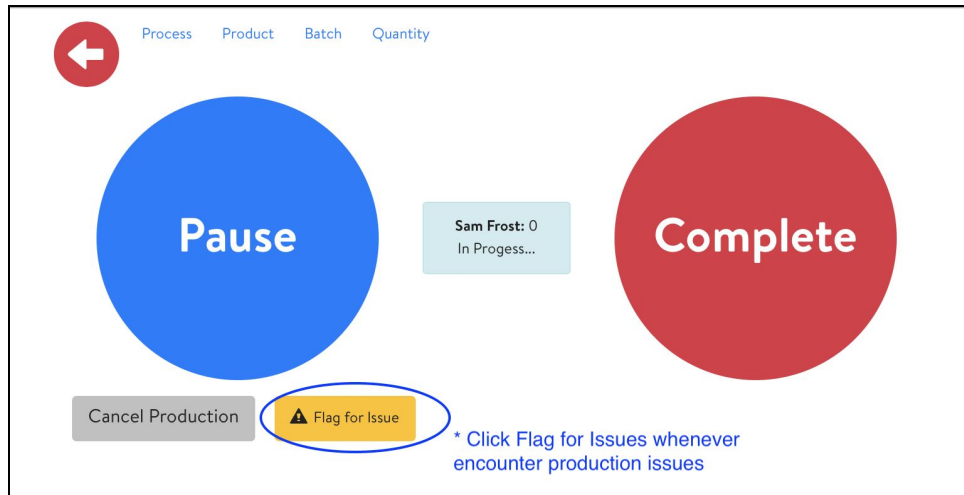 Process Product Batch Quantity
Pause
Sam Frost: 0
In Progess...
Complete
Cancel Production
Flag for Issue
* Click Flag for Issues whenever
encounter production issues